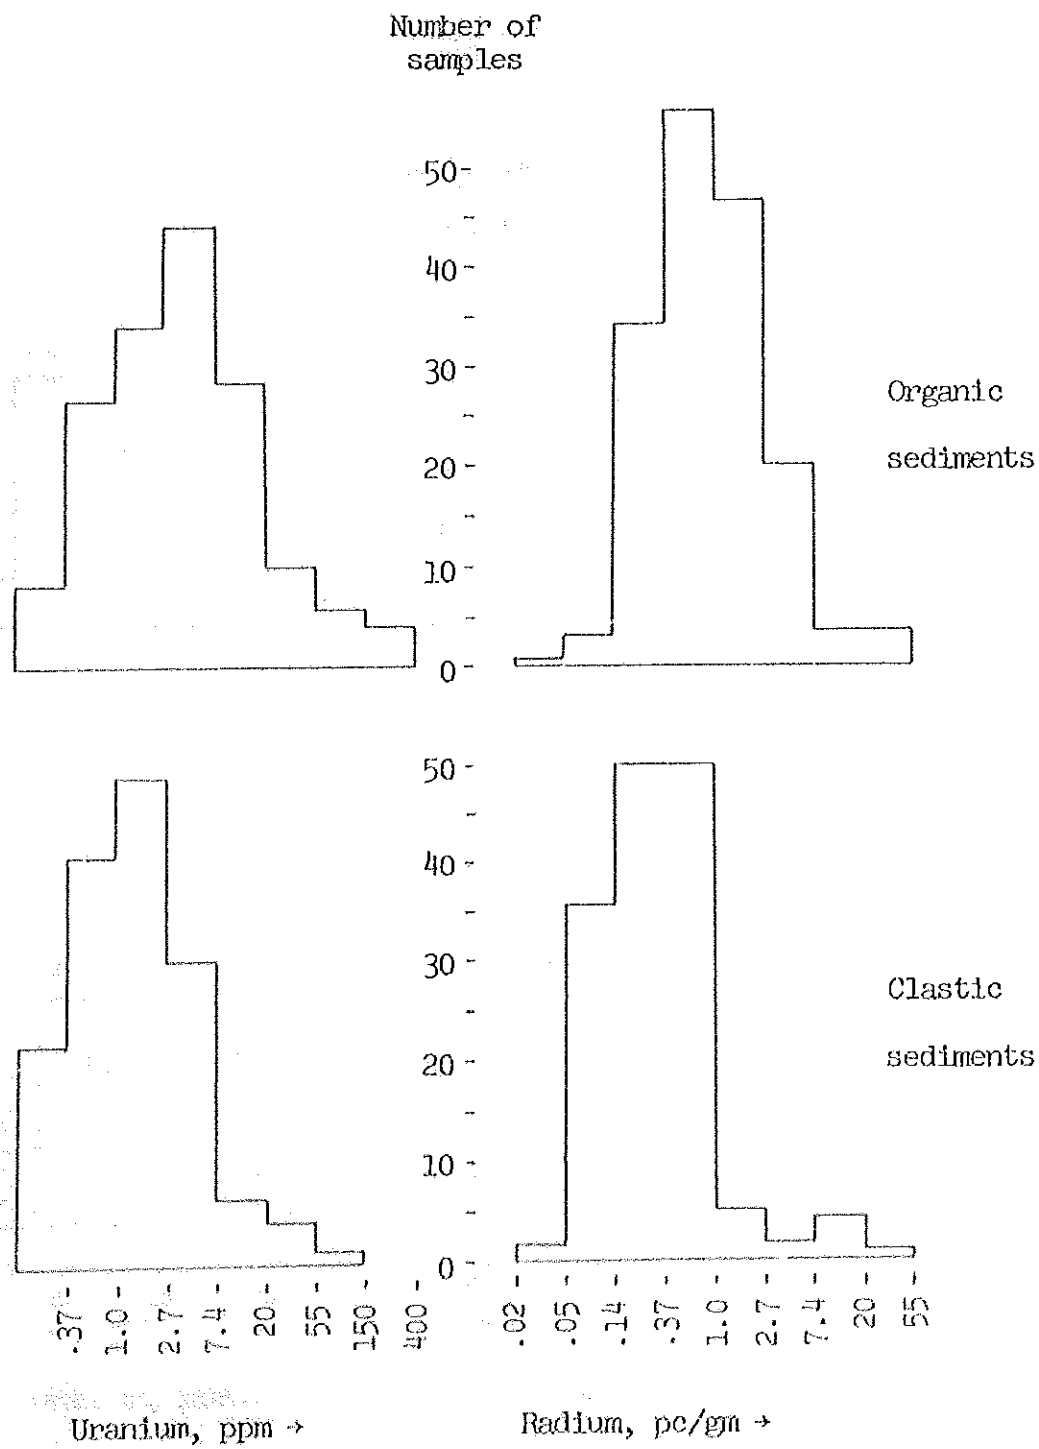 Number of
samples
50
40
30
20
10
0
Organic
sediments
50
40
30
20
10
0
Clastic
sediments
.37 1.0 2.7 7.4 20 55 150 400
.02 .05 .14 .37 1.0 2.7 7.4 20 55
Uranium, ppm →
Radium, pc/gm →